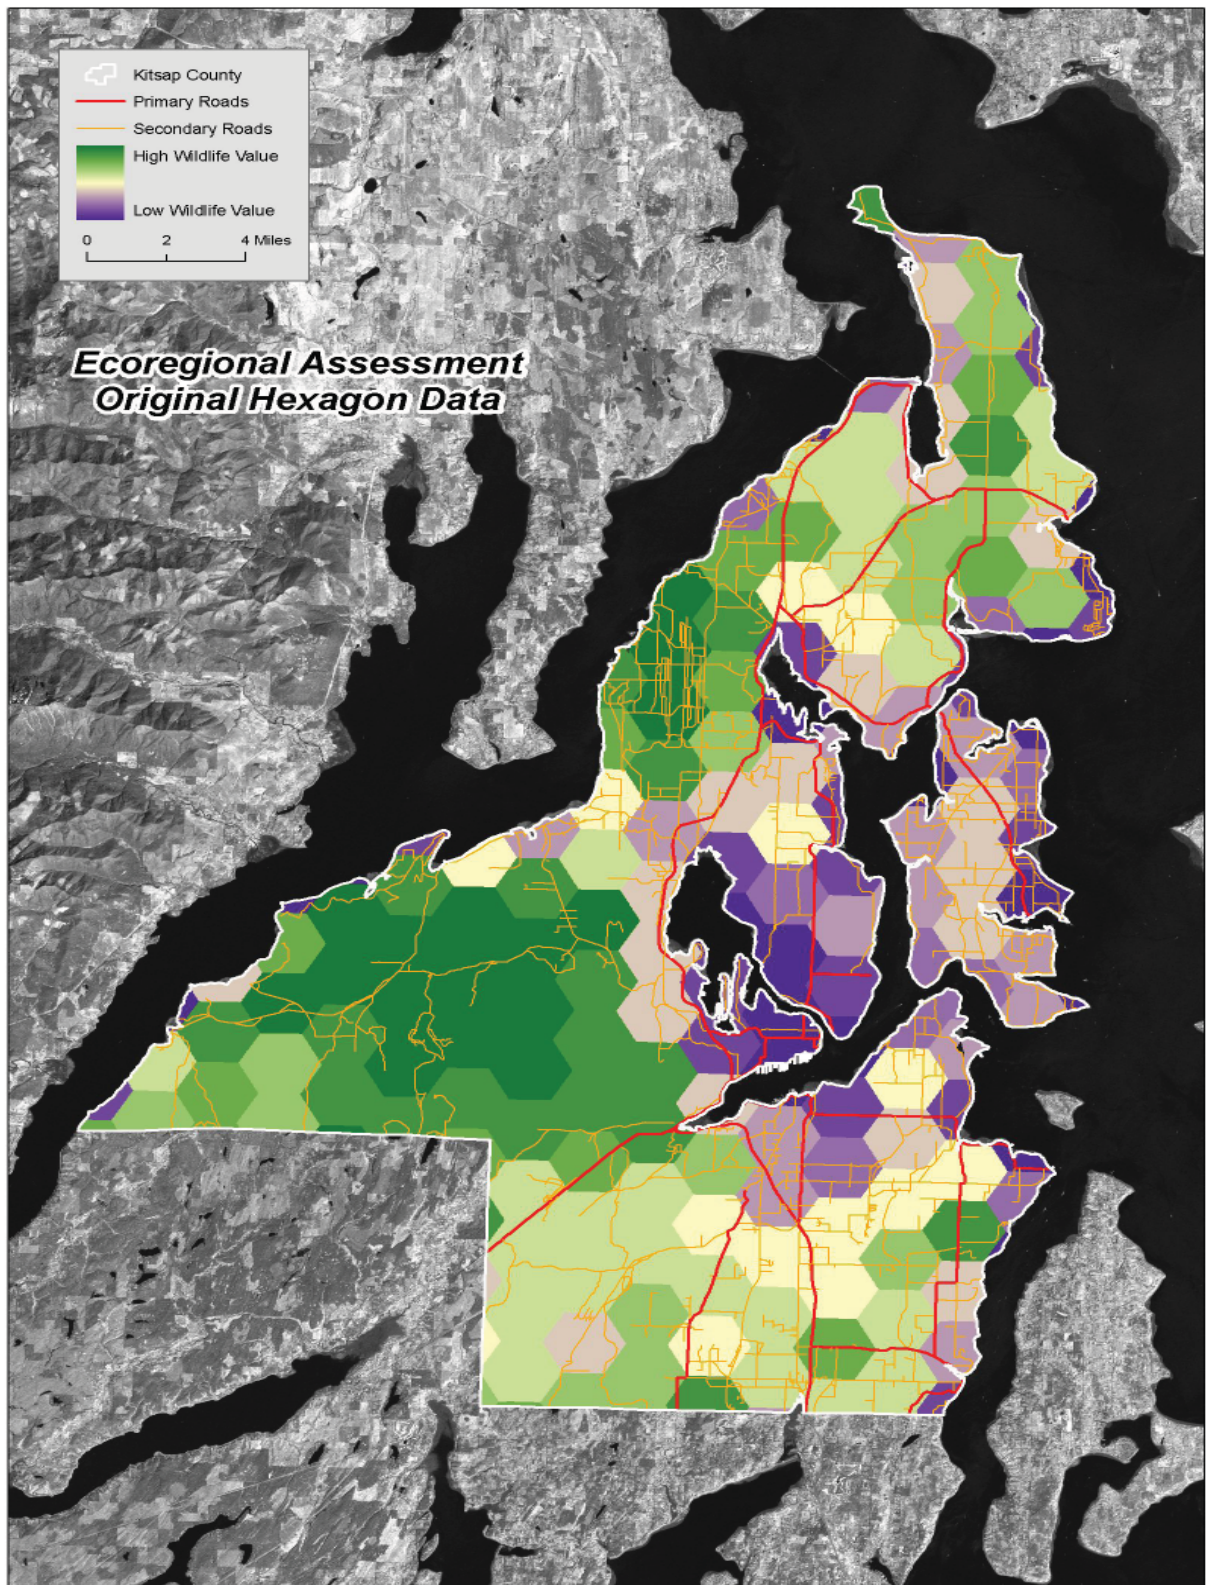 Kitsap County
Primary Roads
Secondary Roads
High Wildlife Value
Low Wildlife Value
0 2 4 Miles
Ecoregional Assessment
Original Hexagon Data